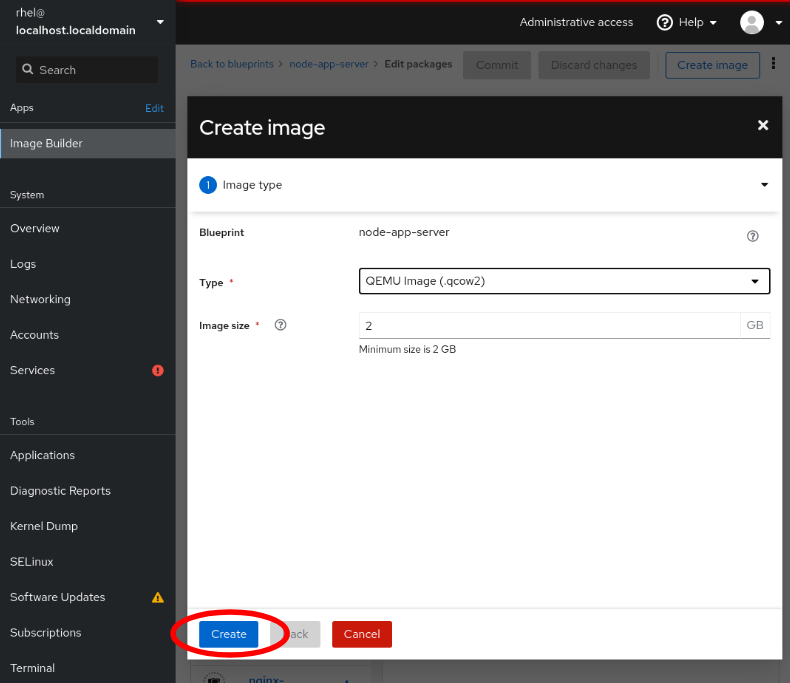 rhel@
localhost.localdomain
Administrative access
Help
Search
Back to blueprints > node-app-server > Edit packages
Commit
Discard changes
Create image
Apps
Edit
Image Builder
System
Overview
Logs
Networking
Accounts
Services
Tools
Applications
Diagnostic Reports
Kernel Dump
SELinux
Software Updates
Subscriptions
Terminal
Create image
1 Image type
Blueprint
node-app-server
Type *
QEMU Image (.qcow2)
Image size *
2
GB
Minimum size is 2 GB
Create
Cancel
nginx-